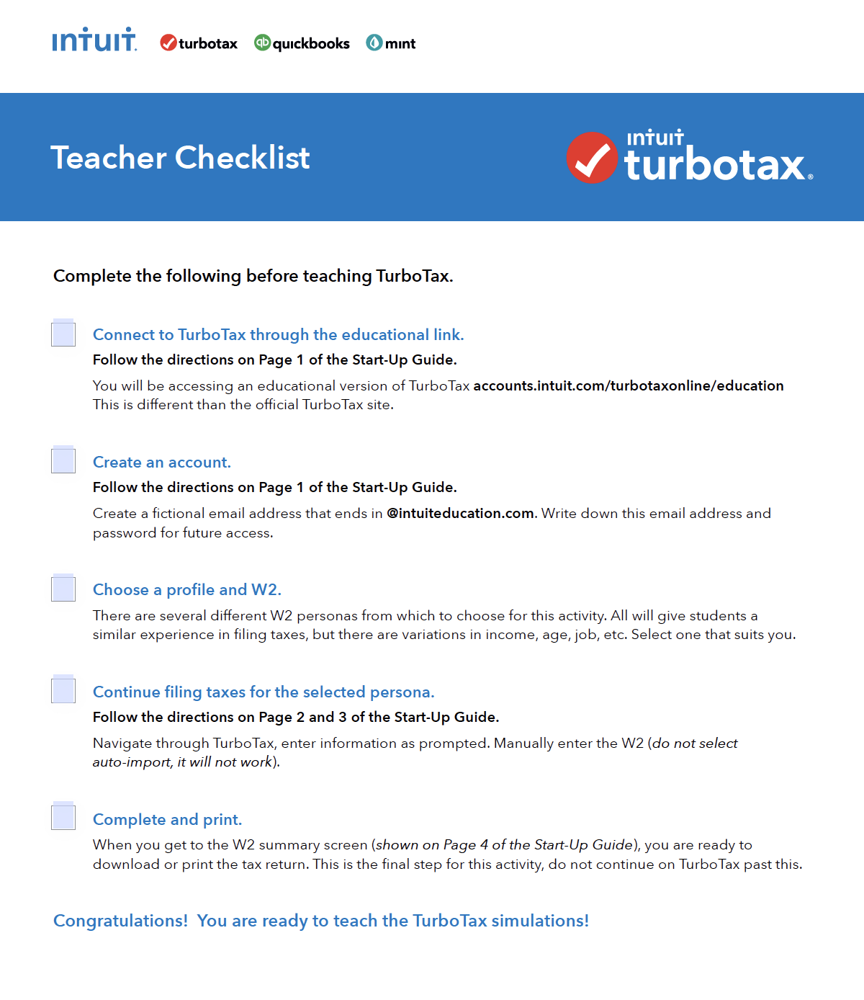 intuit. turbotax quickbooks mint
Teacher Checklist
intuit
turbotax®
Complete the following before teaching TurboTax.
Connect to TurboTax through the educational link.
Follow the directions on Page 1 of the Start-Up Guide.
You will be accessing an educational version of TurboTax accounts.intuit.com/turbotaxonline/education
This is different than the official TurboTax site.
Create an account.
Follow the directions on Page 1 of the Start-Up Guide.
Create a fictional email address that ends in @intuiteducation.com. Write down this email address and
password for future access.
Choose a profile and W2.
There are several different W2 personas from which to choose for this activity. All will give students a
similar experience in filing taxes, but there are variations in income, age, job, etc. Select one that suits you.
Continue filing taxes for the selected persona.
Follow the directions on Page 2 and 3 of the Start-Up Guide.
Navigate through TurboTax, enter information as prompted. Manually enter the W2 (do not select
auto-import, it will not work).
Complete and print.
When you get to the W2 summary screen (shown on Page 4 of the Start-Up Guide), you are ready to
download or print the tax return. This is the final step for this activity, do not continue on TurboTax past this.
Congratulations! You are ready to teach the TurboTax simulations!